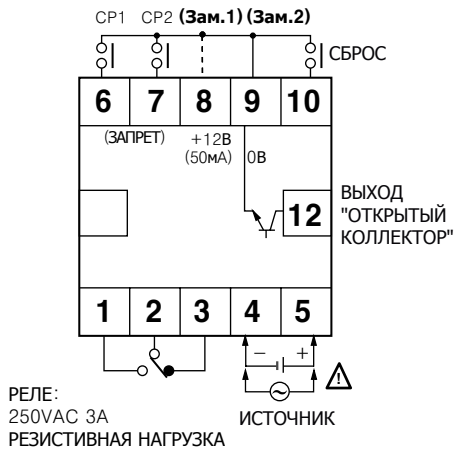 CP1 CP2 (Зам.1) (Зам.2)
СБРОС
6 7 8 9 10
(ЗАПРЕТ) +12В
(50мА) 0В
12
ВЫХОД
"ОТКРЫТЫЙ
КОЛЛЕКТОР"
1 2 3 4 5
− +
РЕЛЕ:
250VAC 3A
РЕЗИСТИВНАЯ НАГРУЗКА
ИСТОЧНИК